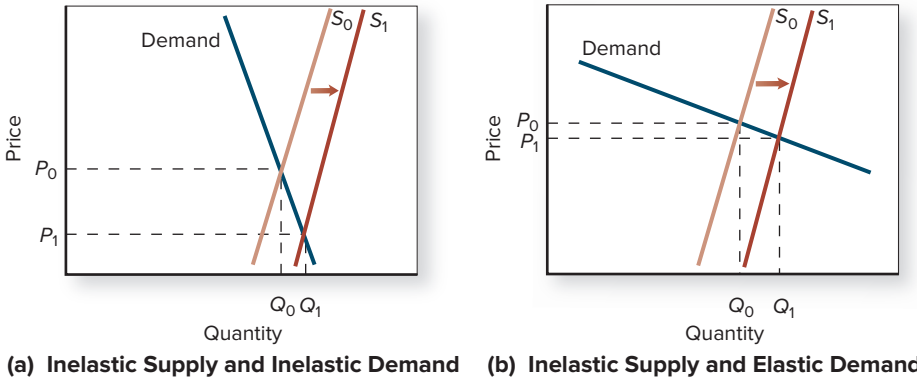 (a)
S0
S1
Demand
Price
P0
P1
Q0 Q1
Quantity
(a) Inelastic Supply and Inelastic Demand
(b)
S0
S1
Demand
Price
P0
P1
Q0
Q1
Quantity
(b) Inelastic Supply and Elastic Demand